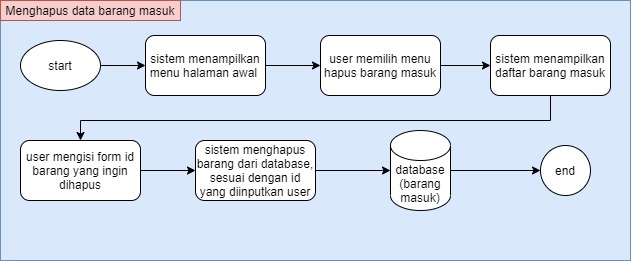 Menghapus data barang masuk
start
sistem menampilkan
menu halaman awal
user memilih menu
hapus barang masuk
sistem menampilkan
daftar barang masuk
user mengisi form id
barang yang ingin
dihapus
sistem menghapus
barang dari database,
sesuai dengan id
yang diinputkan user
database
(barang
masuk)
end